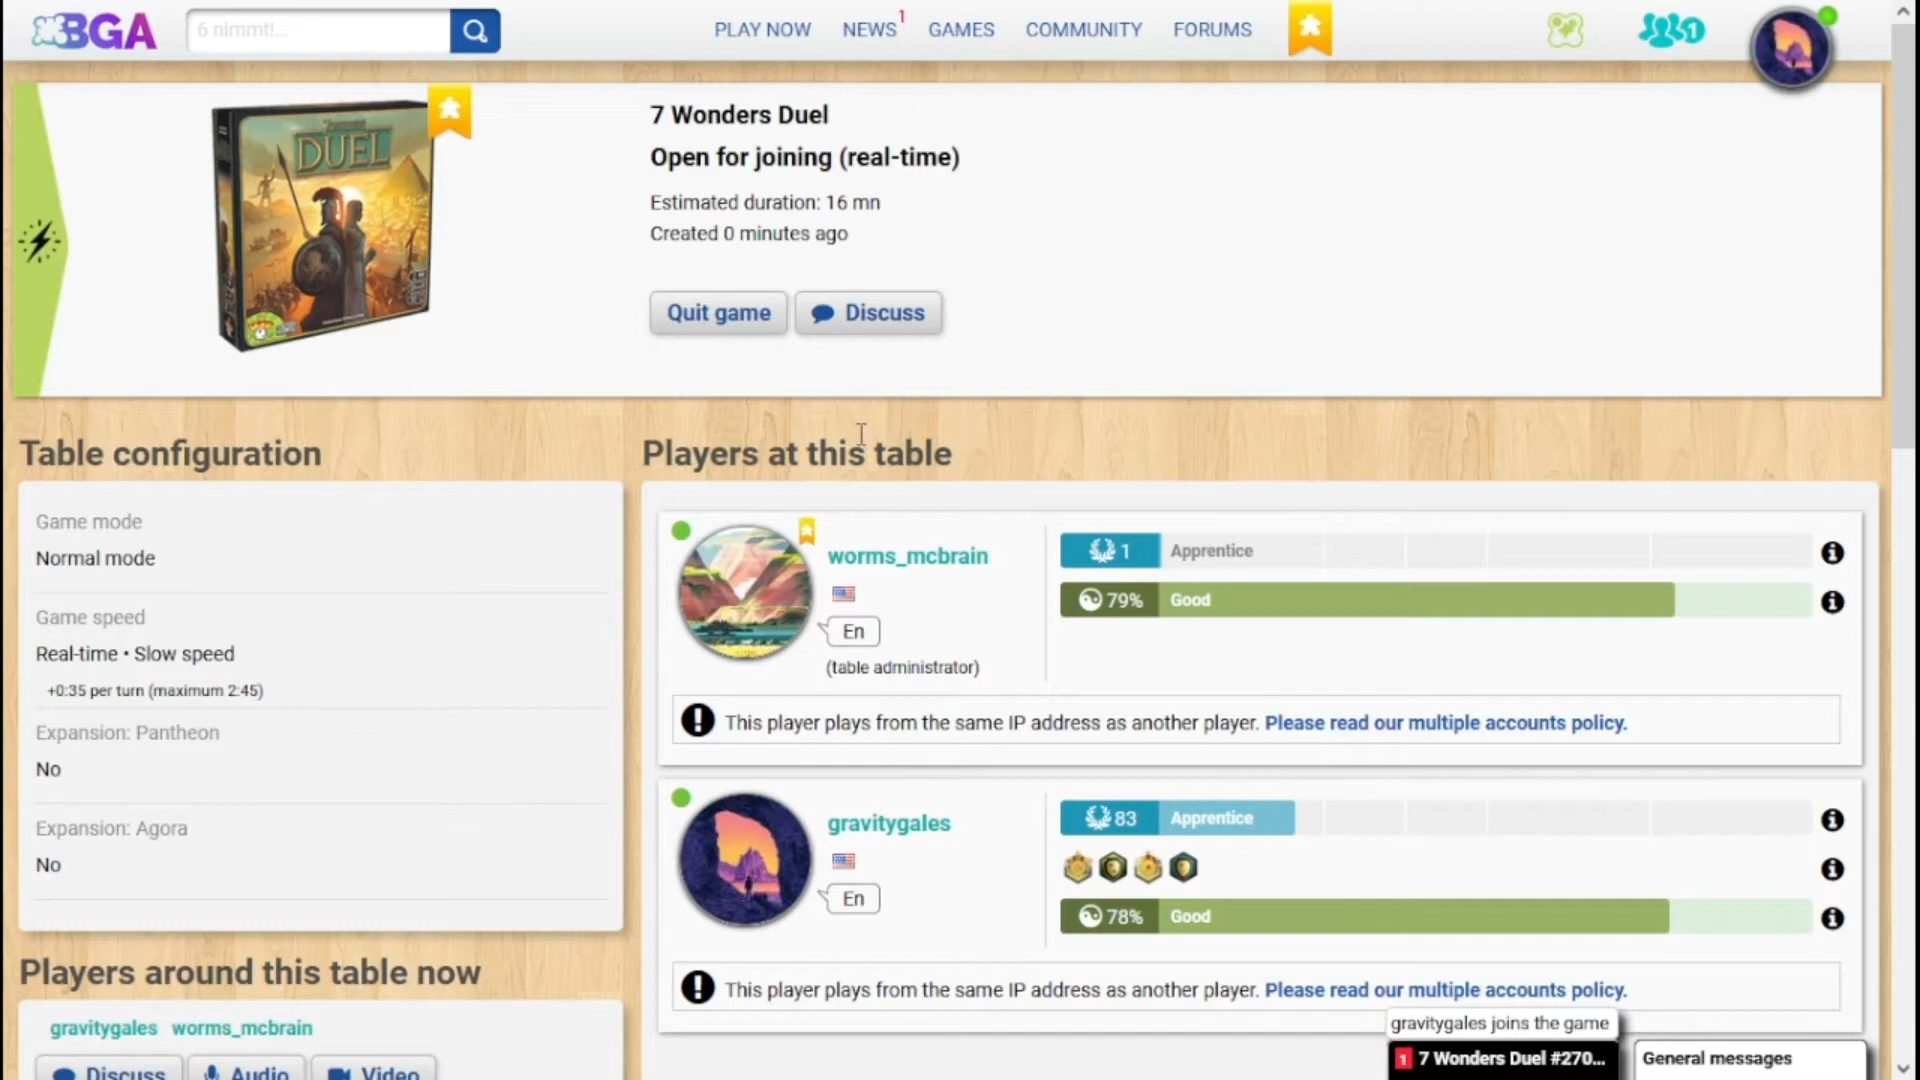 BGA
6 nimmt!...
PLAY NOW
NEWS
1
GAMES
COMMUNITY
FORUMS
1
DUEL
7 Wonders Duel
Open for joining (real-time)
Estimated duration: 16 mn
Created 0 minutes ago
Quit game
Discuss
Table configuration
Game mode
Normal mode
Game speed
Real-time • Slow speed
+0:35 per turn (maximum 2:45)
Expansion: Pantheon
No
Expansion: Agora
No
Players around this table now
gravitygales worms_mcbrain
Discuss
Audio
Video
Players at this table
worms_mcbrain
En
(table administrator)
1
Apprentice
79%
Good
This player plays from the same IP address as another player. Please read our multiple accounts policy.
gravitygales
En
83
Apprentice
78%
Good
This player plays from the same IP address as another player. Please read our multiple accounts policy.
gravitygales joins the game
1 7 Wonders Duel #270...
General messages